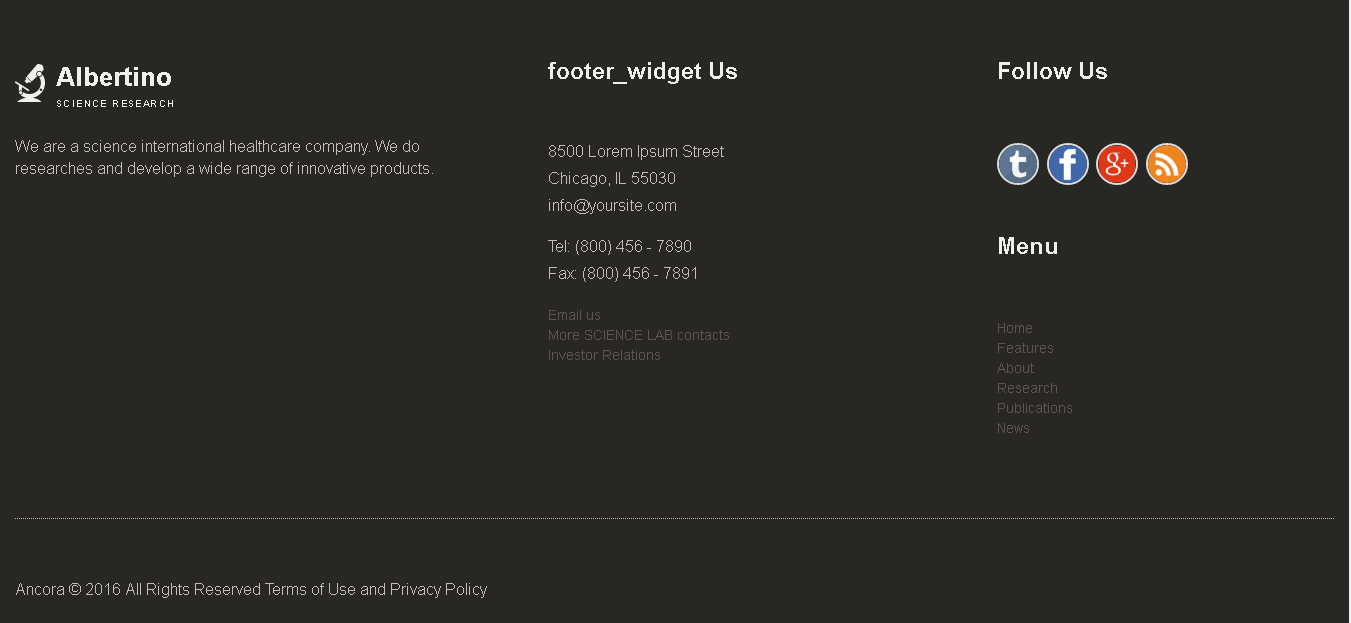 Albertino
SCIENCE RESEARCH
We are a science international healthcare company. We do
researches and develop a wide range of innovative products.
footer_widget Us
8500 Lorem Ipsum Street
Chicago, IL 55030
info@yoursite.com
Tel: (800) 456 - 7890
Fax: (800) 456 - 7891
Email us
More SCIENCE LAB contacts
Investor Relations
Follow Us
t f g+
Menu
Home
Features
About
Research
Publications
News
Ancora © 2016 All Rights Reserved Terms of Use and Privacy Policy